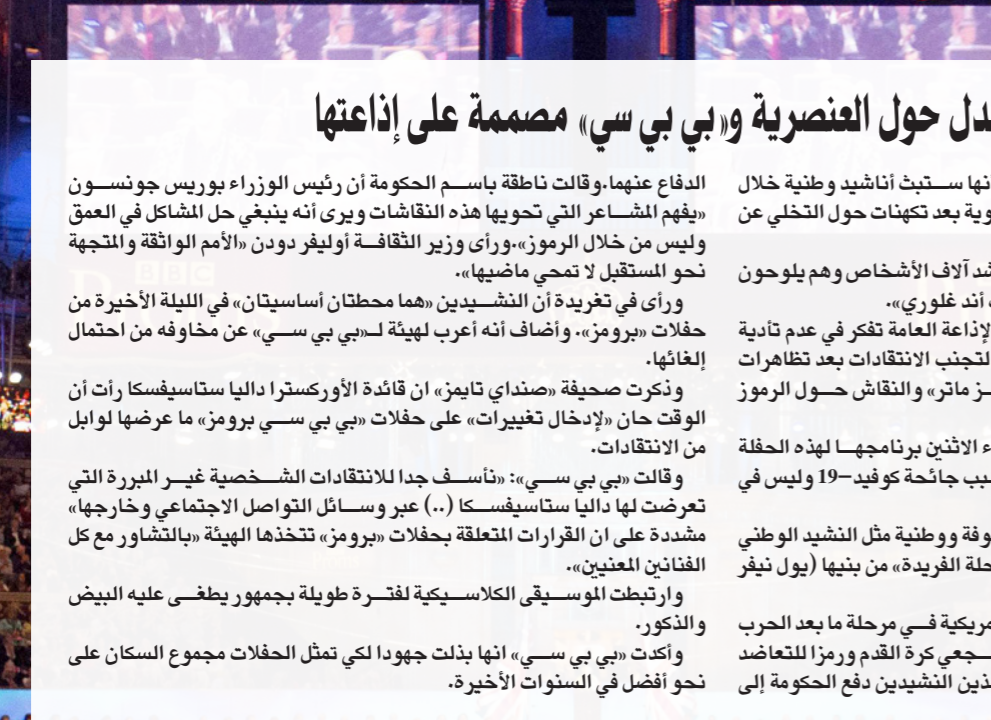 دل حول العنصرية و«بي بي سي» مصممة على إذاعتها
نها ستبث أناشيد وطنية خلال
وية بعد تكهنات حول التخلي عن
شد آلاف الأشخاص وهم يلوحون
أند غلوري».
لإذاعة العامة تفكر في عدم تأدية
لتجنب الانتقادات بعد تظاهرات
ـز ماتر» والنقاش حول الرموز
ء الاثنين برنامجها لهذه الحفلة
سبب جائحة كوفيد–19 وليس في
وفة ووطنية مثل النشيد الوطني
حلة الفريدة» من بنيها (يول نيفر
مريكية في مرحلة ما بعد الحرب
ـجعي كرة القدم ورمزا للتعاضد
ذين النشيدين دفع الحكومة إلى
الدفاع عنهما.وقالت ناطقة باسم الحكومة أن رئيس الوزراء بوريس جونسون
«يفهم المشاعر التي تحويها هذه النقاشات ويرى أنه ينبغي حل المشاكل في العمق
وليس من خلال الرموز».ورأى وزير الثقافة أوليفر دودن «الأمم الواثقة والمتجهة
نحو المستقبل لا تمحي ماضيها».
ورأى في تغريدة أن النشيدين «هما محطتان أساسيتان» في الليلة الأخيرة من
حفلات «برومز». وأضاف أنه أعرب لهيئة لـ«بي بي سي» عن مخاوفه من احتمال
إلغائها.
وذكرت صحيفة «صنداي تايمز» ان قائدة الأوركسترا داليا ستاسيفسكا رأت أن
الوقت حان «لإدخال تغييرات» على حفلات «بي بي سي برومز» ما عرضها لوابل
من الانتقادات.
وقالت «بي بي سي»: «نأسف جدا للانتقادات الشخصية غير المبررة التي
تعرضت لها داليا ستاسيفسكا (..) عبر وسائل التواصل الاجتماعي وخارجها»
مشددة على ان القرارات المتعلقة بحفلات «برومز» تتخذها الهيئة «بالتشاور مع كل
الفنانين المعنيين».
وارتبطت الموسيقى الكلاسيكية لفترة طويلة بجمهور يطغى عليه البيض
والذكور.
وأكدت «بي بي سي» انها بذلت جهودا لكي تمثل الحفلات مجموع السكان على
نحو أفضل في السنوات الأخيرة.
BBC